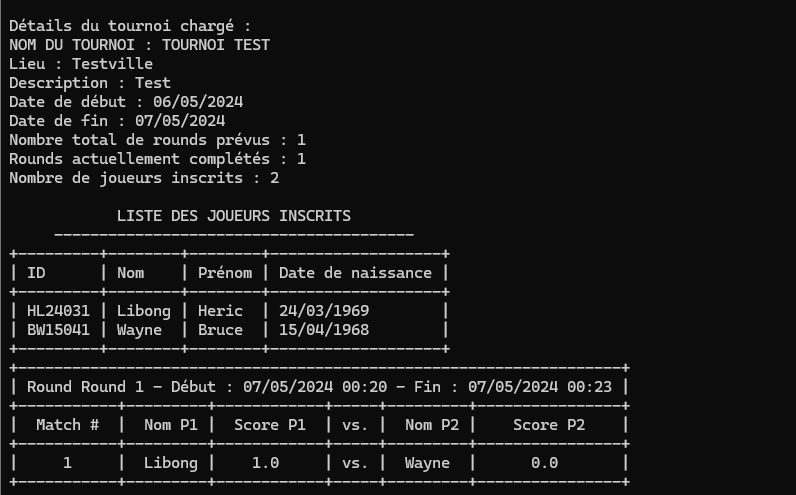 Détails du tournoi chargé :
NOM DU TOURNOI : TOURNOI TEST
Lieu : Testville
Description : Test
Date de début : 06/05/2024
Date de fin : 07/05/2024
Nombre total de rounds prévus : 1
Rounds actuellement complétés : 1
Nombre de joueurs inscrits : 2
LISTE DES JOUEURS INSCRITS
----------------------------------------
+---------+--------+--------+-------------------+
| ID      | Nom    | Prénom | Date de naissance |
+---------+--------+--------+-------------------+
| HL24031 | Libong | Heric  | 24/03/1969        |
| BW15041 | Wayne  | Bruce  | 15/04/1968        |
+---------+--------+--------+-------------------+
+-------------------------------------------------------------------+
| Round Round 1 - Début : 07/05/2024 00:20 - Fin : 07/05/2024 00:23 |
+-----------+---------+------------+-----+---------+----------------+
|  Match #  |  Nom P1 |  Score P1  | vs. |  Nom P2 |    Score P2    |
+-----------+---------+------------+-----+---------+----------------+
|     1     |  Libong |    1.0     | vs. |  Wayne  |      0.0       |
+-----------+---------+------------+-----+---------+----------------+